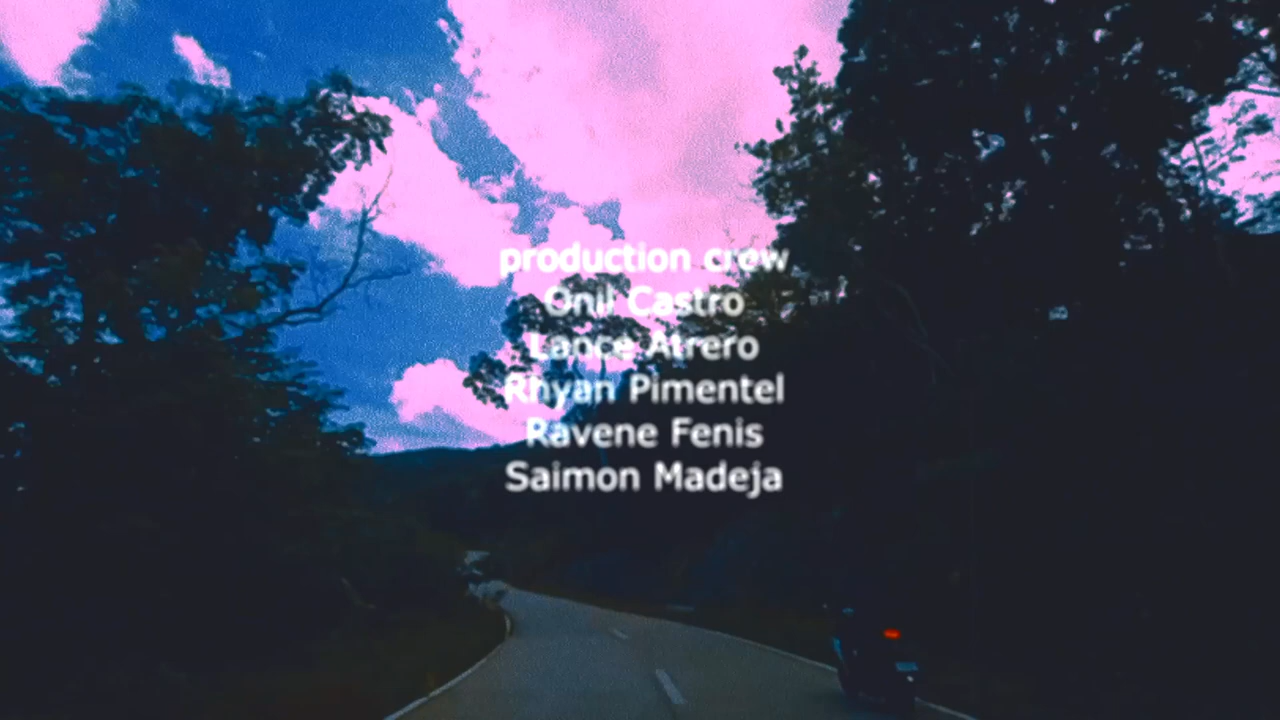 production crew
Onil Castro
Lance Atrero
Rhyan Pimentel
Ravene Fenis
Saimon Madeja